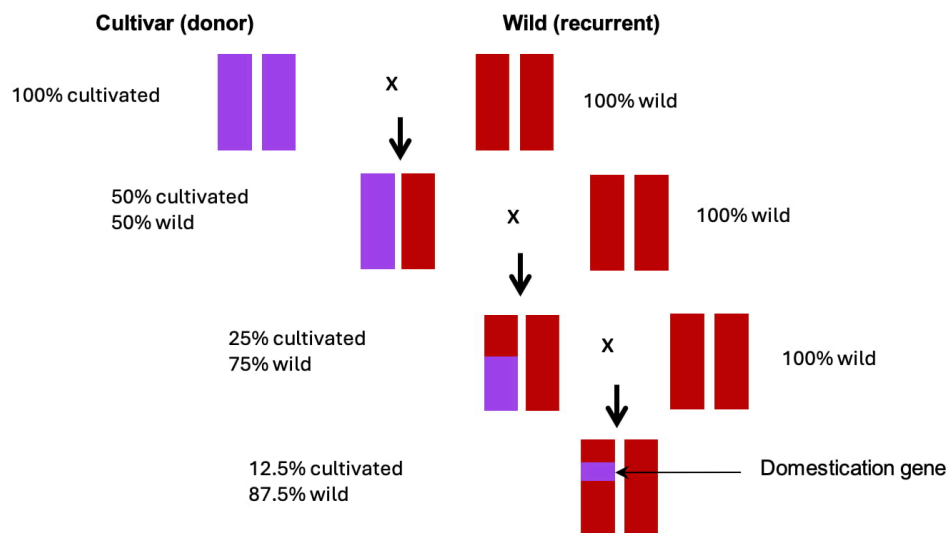 Cultivar (donor)
Wild (recurrent)
100% cultivated
X
100% wild
50% cultivated
50% wild
X
100% wild
25% cultivated
75% wild
X
100% wild
12.5% cultivated
87.5% wild
Domestication gene